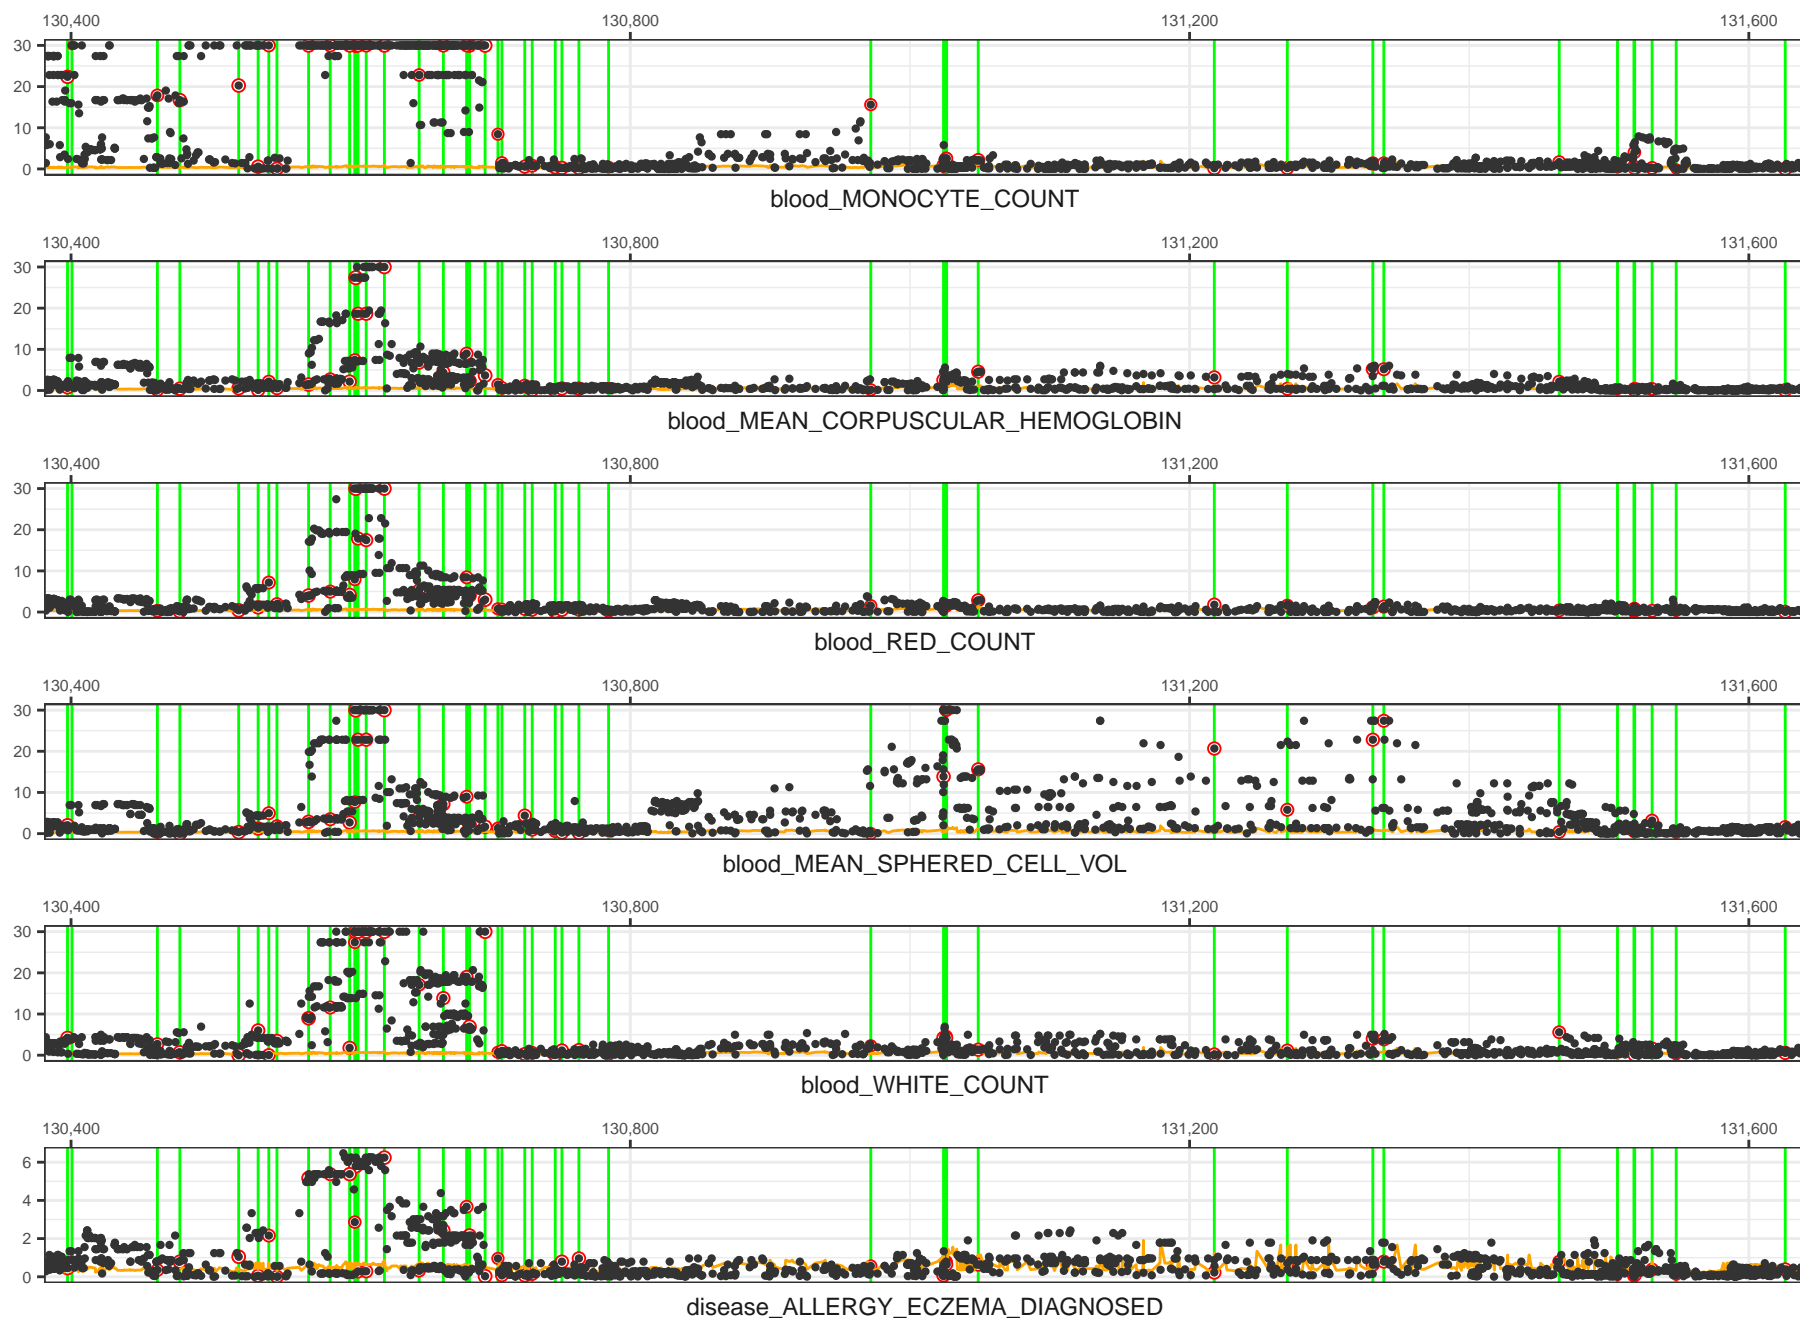 130,400 130,800 131,200 131,600
30
20
10
0
blood_MONOCYTE_COUNT
130,400 130,800 131,200 131,600
30
20
10
0
blood_MEAN_CORPUSCULAR_HEMOGLOBIN
130,400 130,800 131,200 131,600
30
20
10
0
blood_RED_COUNT
130,400 130,800 131,200 131,600
30
20
10
0
blood_MEAN_SPHERED_CELL_VOL
130,400 130,800 131,200 131,600
30
20
10
0
blood_WHITE_COUNT
130,400 130,800 131,200 131,600
6
4
2
0
disease_ALLERGY_ECZEMA_DIAGNOSED